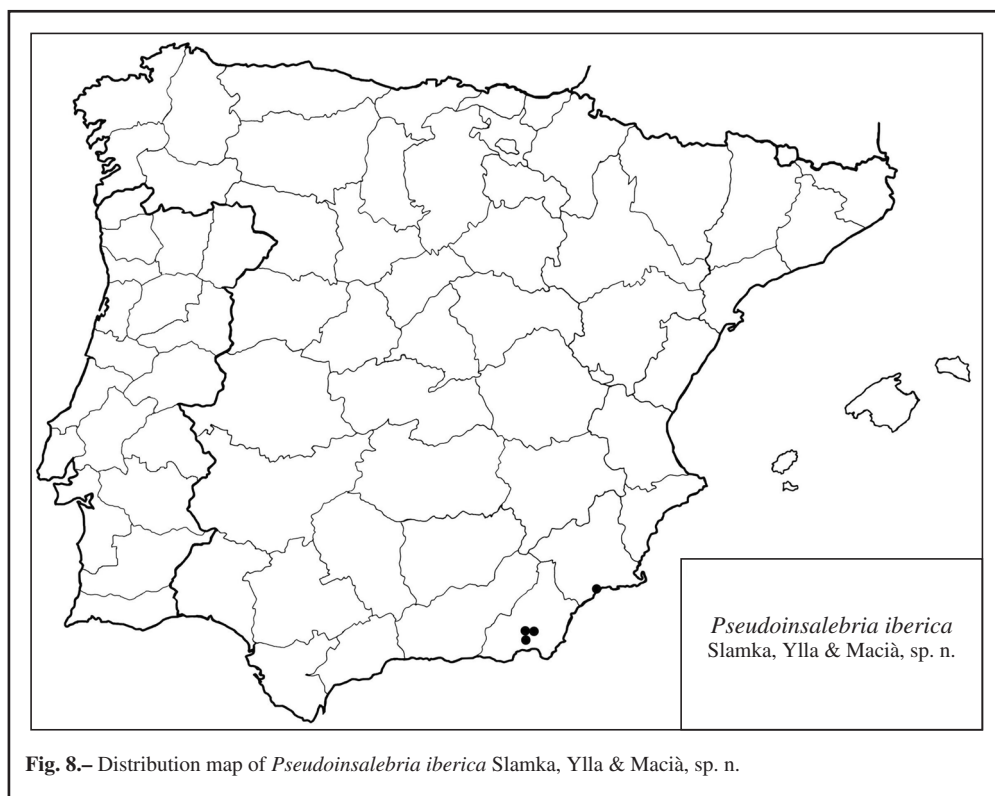 Pseudoinsalebria iberica
Slamka, Ylla & Macià, sp. n.
Fig. 8.– Distribution map of Pseudoinsalebria iberica Slamka, Ylla & Macià, sp. n.